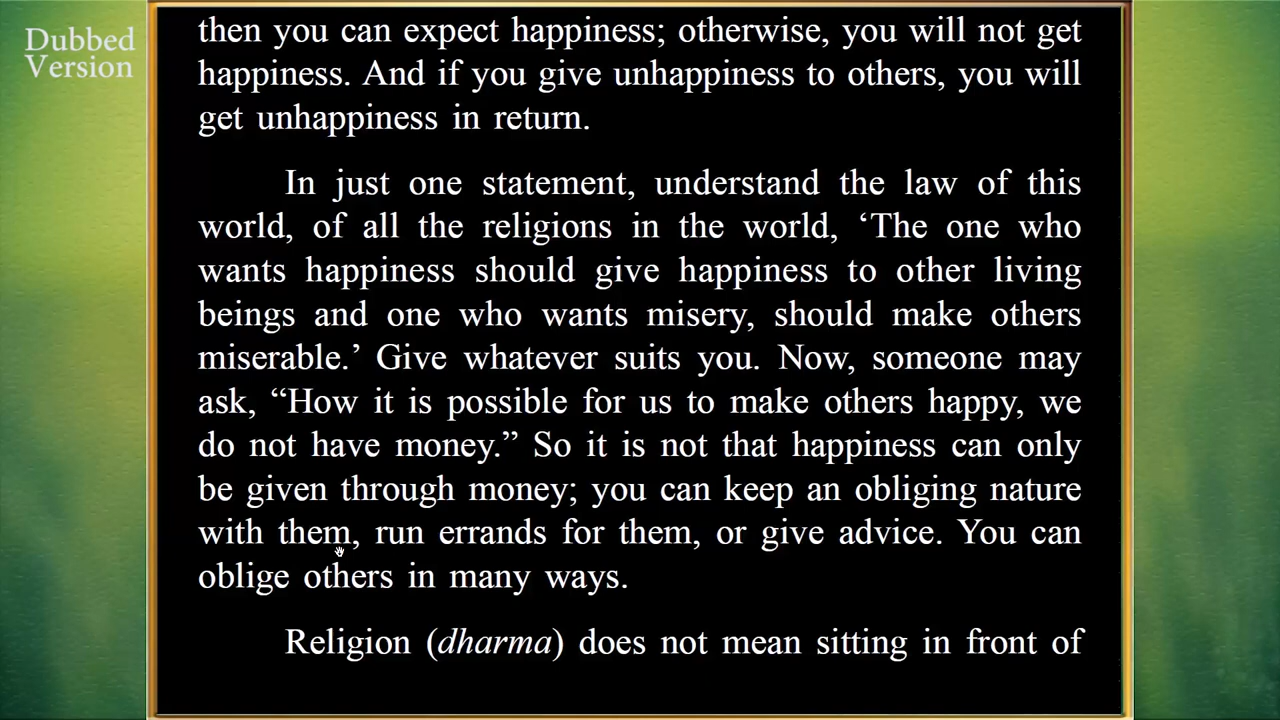 Dubbed
Version
then you can expect happiness; otherwise, you will not get
happiness. And if you give unhappiness to others, you will
get unhappiness in return.
In just one statement, understand the law of this
world, of all the religions in the world, ‘The one who
wants happiness should give happiness to other living
beings and one who wants misery, should make others
miserable.’ Give whatever suits you. Now, someone may
ask, “How it is possible for us to make others happy, we
do not have money.” So it is not that happiness can only
be given through money; you can keep an obliging nature
with them, run errands for them, or give advice. You can
oblige others in many ways.
Religion (dharma) does not mean sitting in front of